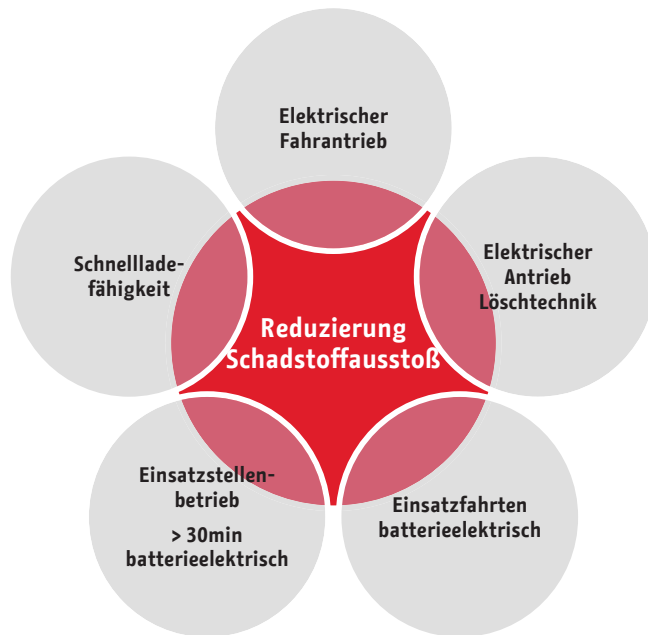 Elektrischer
Fahrantrieb
Schnelllade-
fähigkeit
Elektrischer
Antrieb
Löschtechnik
Reduzierung
Schadstoffausstoß
Einsatzstellen-
betrieb
> 30min
batterieelektrisch
Einsatzfahrten
batterieelektrisch